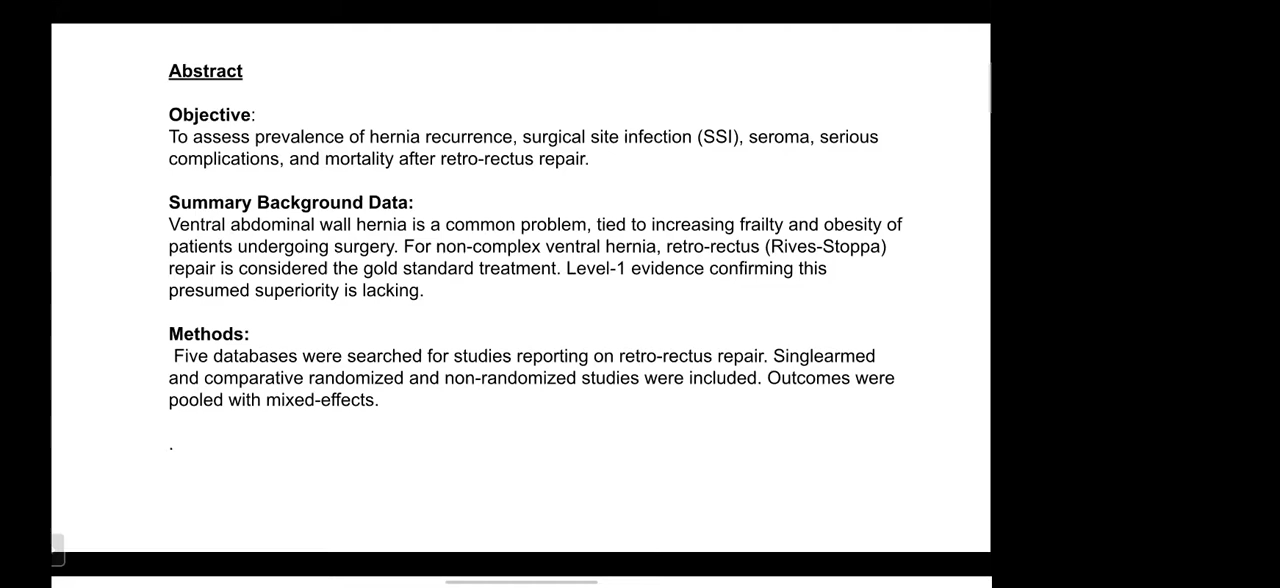 Abstract
Objective:
To assess prevalence of hernia recurrence, surgical site infection (SSI), seroma, serious
complications, and mortality after retro-rectus repair.
Summary Background Data:
Ventral abdominal wall hernia is a common problem, tied to increasing frailty and obesity of
patients undergoing surgery. For non-complex ventral hernia, retro-rectus (Rives-Stoppa)
repair is considered the gold standard treatment. Level-1 evidence confirming this
presumed superiority is lacking.
Methods:
Five databases were searched for studies reporting on retro-rectus repair. Singlearmed
and comparative randomized and non-randomized studies were included. Outcomes were
pooled with mixed-effects.
.